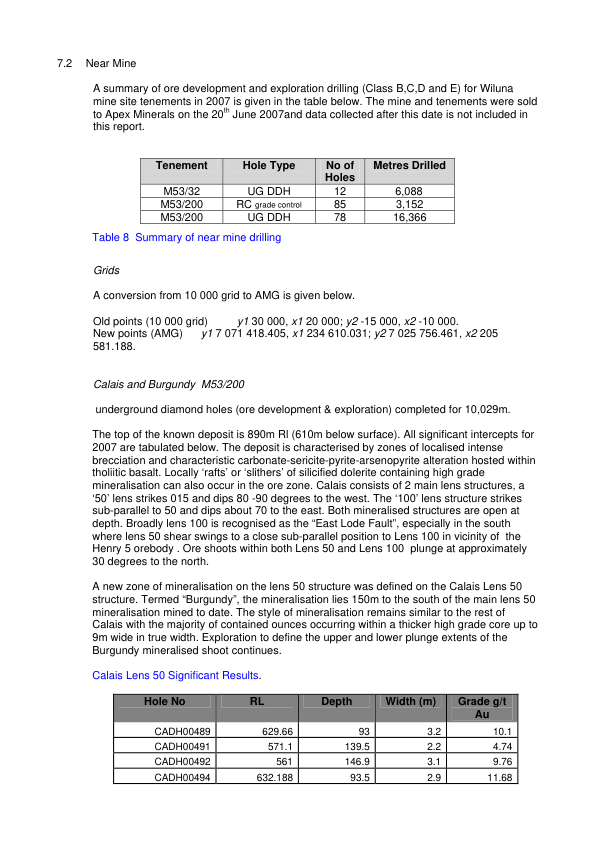 7.2 Near Mine
A summary of ore development and exploration drilling (Class B,C,D and E) for Wiluna
mine site tenements in 2007 is given in the table below. The mine and tenements were sold
to Apex Minerals on the 20th June 2007and data collected after this date is not included in
this report.
Tenement Hole Type No of Holes Metres Drilled
M53/32 UG DDH 12 6,088
M53/200 RC grade control 85 3,152
M53/200 UG DDH 78 16,366
Table 8 Summary of near mine drilling
Grids
A conversion from 10 000 grid to AMG is given below.
Old points (10 000 grid) y1 30 000, x1 20 000; y2 -15 000, x2 -10 000.
New points (AMG) y1 7 071 418.405, x1 234 610.031; y2 7 025 756.461, x2 205
581.188.
Calais and Burgundy M53/200
underground diamond holes (ore development & exploration) completed for 10,029m.
The top of the known deposit is 890m Rl (610m below surface). All significant intercepts for
2007 are tabulated below. The deposit is characterised by zones of localised intense
brecciation and characteristic carbonate-sericite-pyrite-arsenopyrite alteration hosted within
tholiitic basalt. Locally ‘rafts’ or ‘slithers’ of silicified dolerite containing high grade
mineralisation can also occur in the ore zone. Calais consists of 2 main lens structures, a
‘50’ lens strikes 015 and dips 80 -90 degrees to the west. The ‘100’ lens structure strikes
sub-parallel to 50 and dips about 70 to the east. Both mineralised structures are open at
depth. Broadly lens 100 is recognised as the “East Lode Fault”, especially in the south
where lens 50 shear swings to a close sub-parallel position to Lens 100 in vicinity of the
Henry 5 orebody . Ore shoots within both Lens 50 and Lens 100 plunge at approximately
30 degrees to the north.
A new zone of mineralisation on the lens 50 structure was defined on the Calais Lens 50
structure. Termed “Burgundy”, the mineralisation lies 150m to the south of the main lens 50
mineralisation mined to date. The style of mineralisation remains similar to the rest of
Calais with the majority of contained ounces occurring within a thicker high grade core up to
9m wide in true width. Exploration to define the upper and lower plunge extents of the
Burgundy mineralised shoot continues.
Calais Lens 50 Significant Results.
Hole No RL Depth Width (m) Grade g/t Au
CADH00489 629.66 93 3.2 10.1
CADH00491 571.1 139.5 2.2 4.74
CADH00492 561 146.9 3.1 9.76
CADH00494 632.188 93.5 2.9 11.68